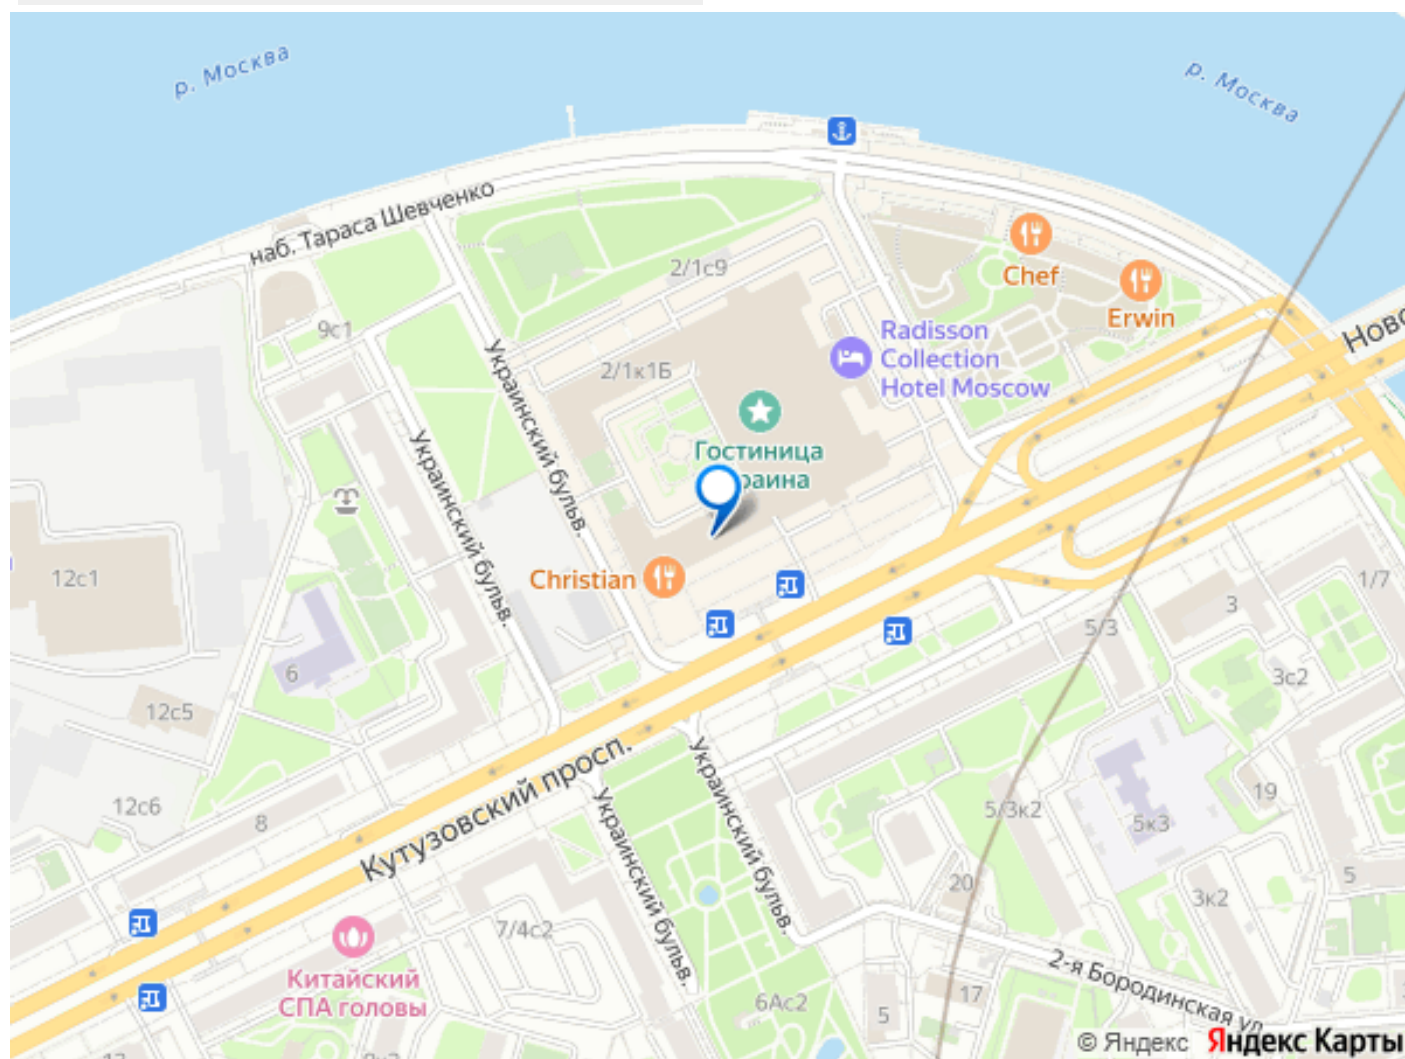 р. Москва
р. Москва
наб. Тараса Шевченко
2/1с9
Chef
Erwin
9с1
Radisson
Collection
Hotel Moscow
Украинский бульв.
2/1к1Б
Гостиница
Украинский бульв.
12с1
Christian
1/7
3
5/3
6
3с2
12с5
Кутузовский просп.
Украинский бульв.
Украинский бульв.
12с6
8
5/3к2
5к3
19
5
20
3к2
7/4с2
Китайский
СПА головы
2-я Бородинская ул.
17
6Ас2
5
© Яндекс Яндекс Карты